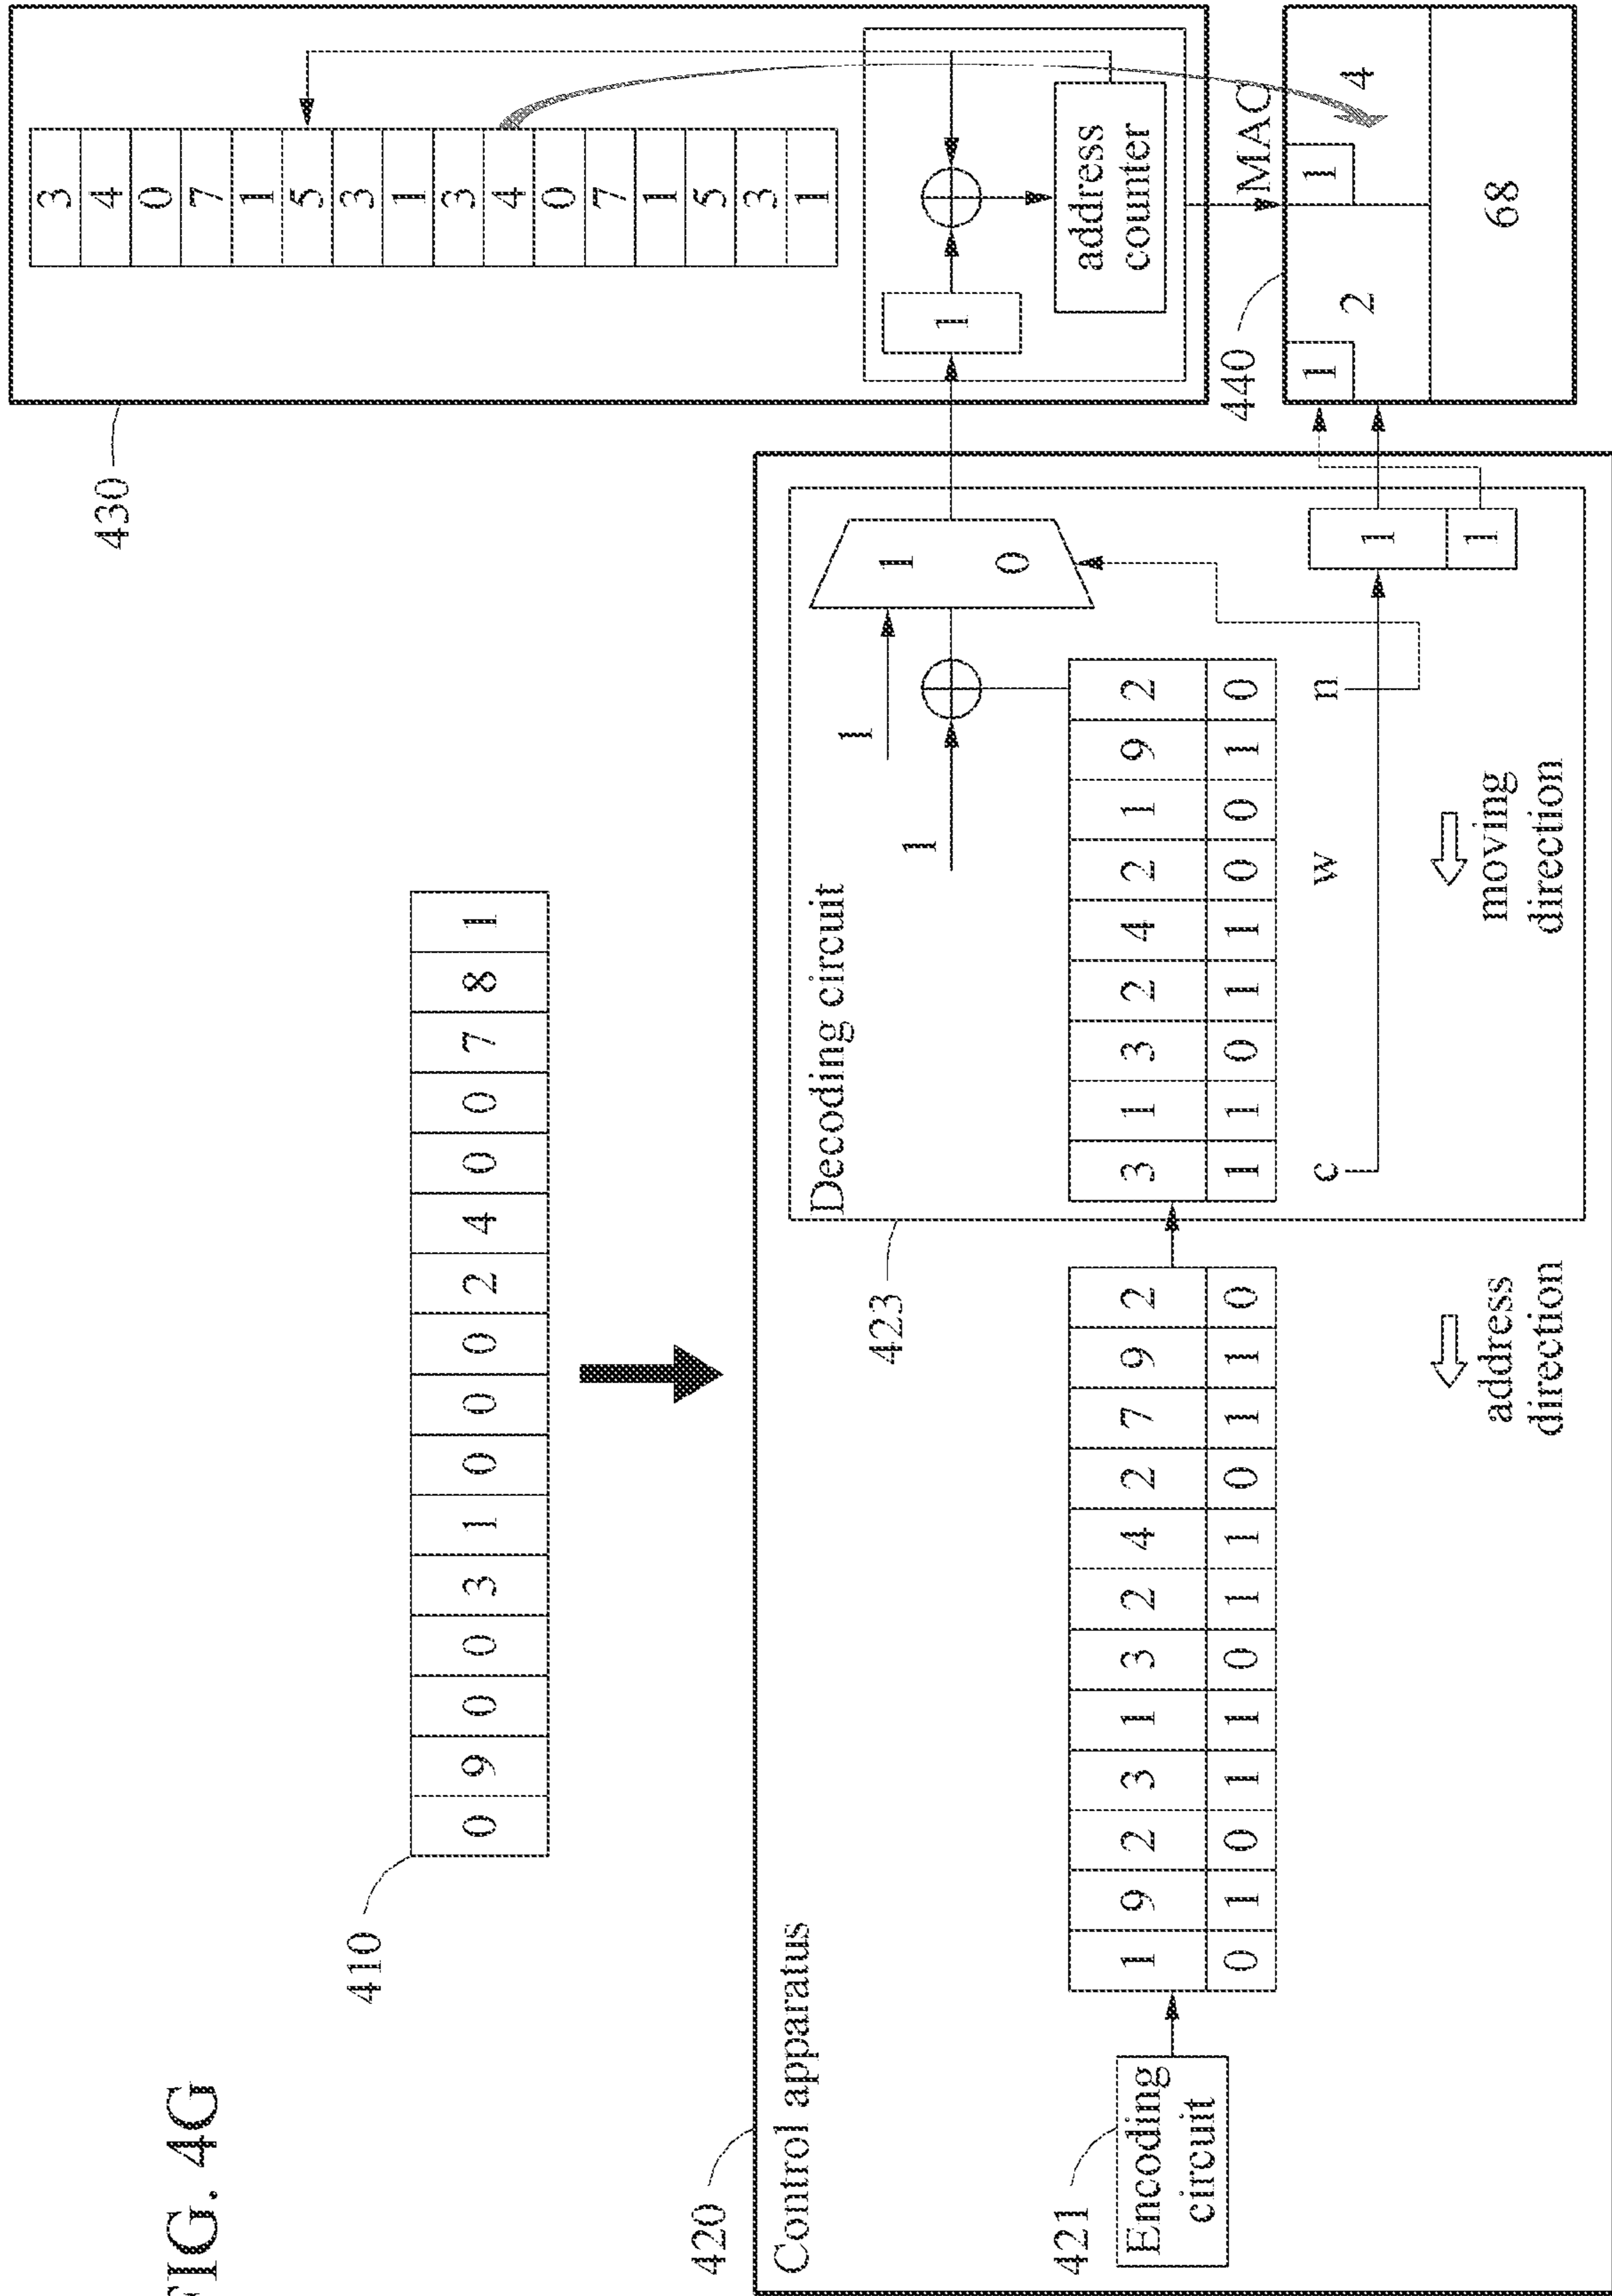 FIG. 4G
410
0 9 0 0 3 1 0 0 0 2 4 0 0 7 8 1
420
Control apparatus
421
Encoding
circuit
1 9 2 3 1 3 2 4 2 7 9 2
0 1 0 1 1 0 1 1 0 1 1 0
address
direction
423
Decoding circuit
1
1
1
0
3 1 3 2 4 2 1 9 2
1 1 0 1 1 0 0 1 0
c w n
1
1
moving
direction
430
3 4 0 7 1 5 3 1 3 4 0 7 1 5 3 1
1
address
counter
440
MAC
1 1
2 4
68